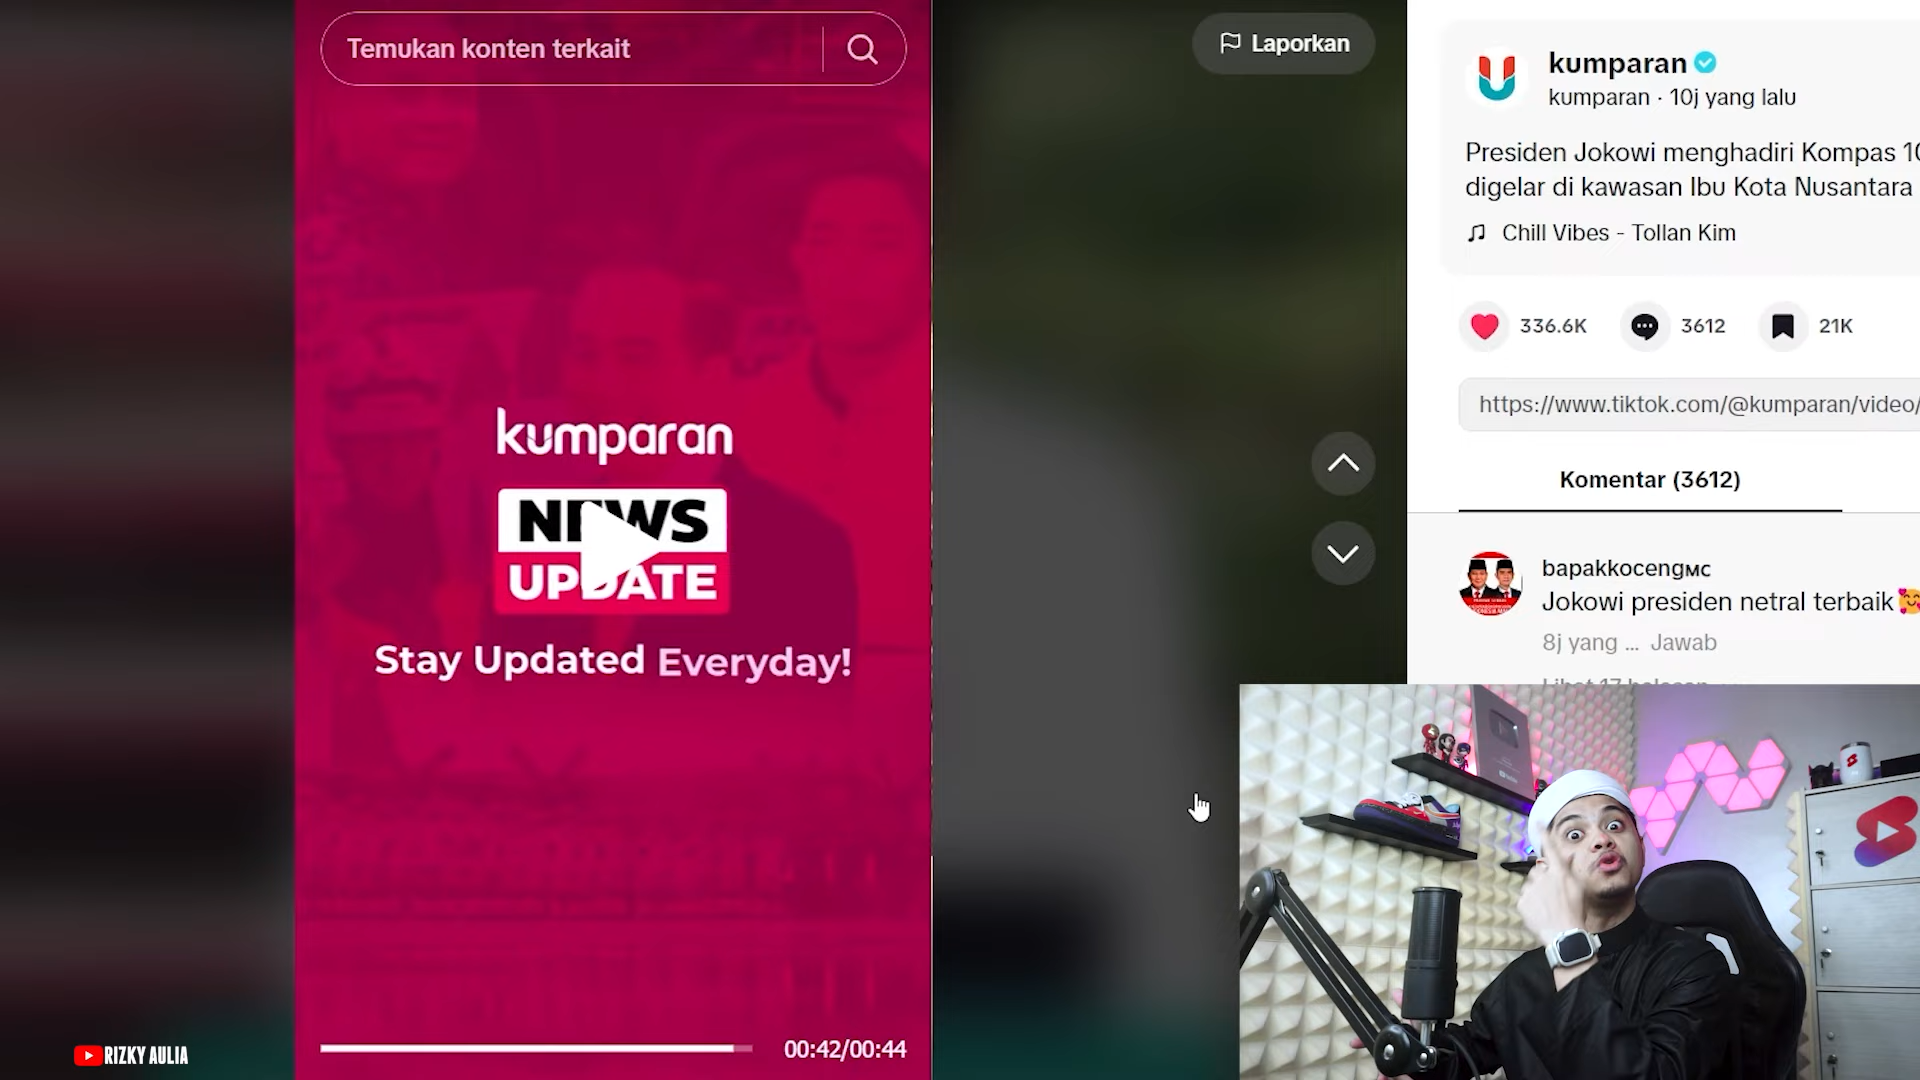 Temukan konten terkait
Laporkan
kumparan
NEWS
UPDATE
Stay Updated Everyday!
00:42/00:44
RIZKY AULIA
kumparan
kumparan · 10j yang lalu
Presiden Jokowi menghadiri Kompas 10
digelar di kawasan Ibu Kota Nusantara
Chill Vibes - Tollan Kim
336.6K 3612 21K
https://www.tiktok.com/@kumparan/video/
Komentar (3612)
bapakkocengᴍᴄ
Jokowi presiden netral terbaik 🥰
8j yang ... Jawab